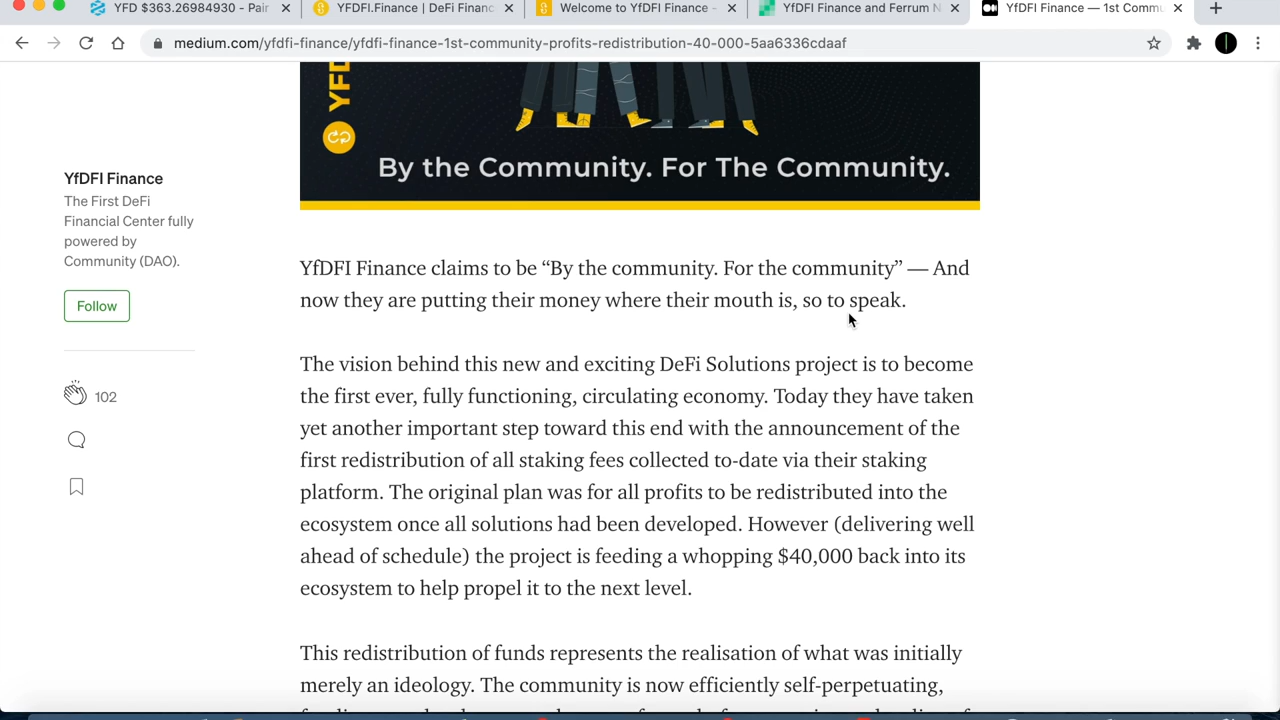 YFD $363.26984930 - Pair
YFDFI.Finance | DeFi Financ
Welcome to YfDFI Finance -
YfDFI Finance and Ferrum N
YfDFI Finance — 1st Commu
medium.com/yfdfi-finance/yfdfi-finance-1st-community-profits-redistribution-40-000-5aa6336cdaaf
YFD
By the Community. For The Community.
YfDFI Finance
The First DeFi
Financial Center fully
powered by
Community (DAO).
Follow
102
YfDFI Finance claims to be “By the community. For the community” — And
now they are putting their money where their mouth is, so to speak.
The vision behind this new and exciting DeFi Solutions project is to become
the first ever, fully functioning, circulating economy. Today they have taken
yet another important step toward this end with the announcement of the
first redistribution of all staking fees collected to-date via their staking
platform. The original plan was for all profits to be redistributed into the
ecosystem once all solutions had been developed. However (delivering well
ahead of schedule) the project is feeding a whopping $40,000 back into its
ecosystem to help propel it to the next level.
This redistribution of funds represents the realisation of what was initially
merely an ideology. The community is now efficiently self-perpetuating,